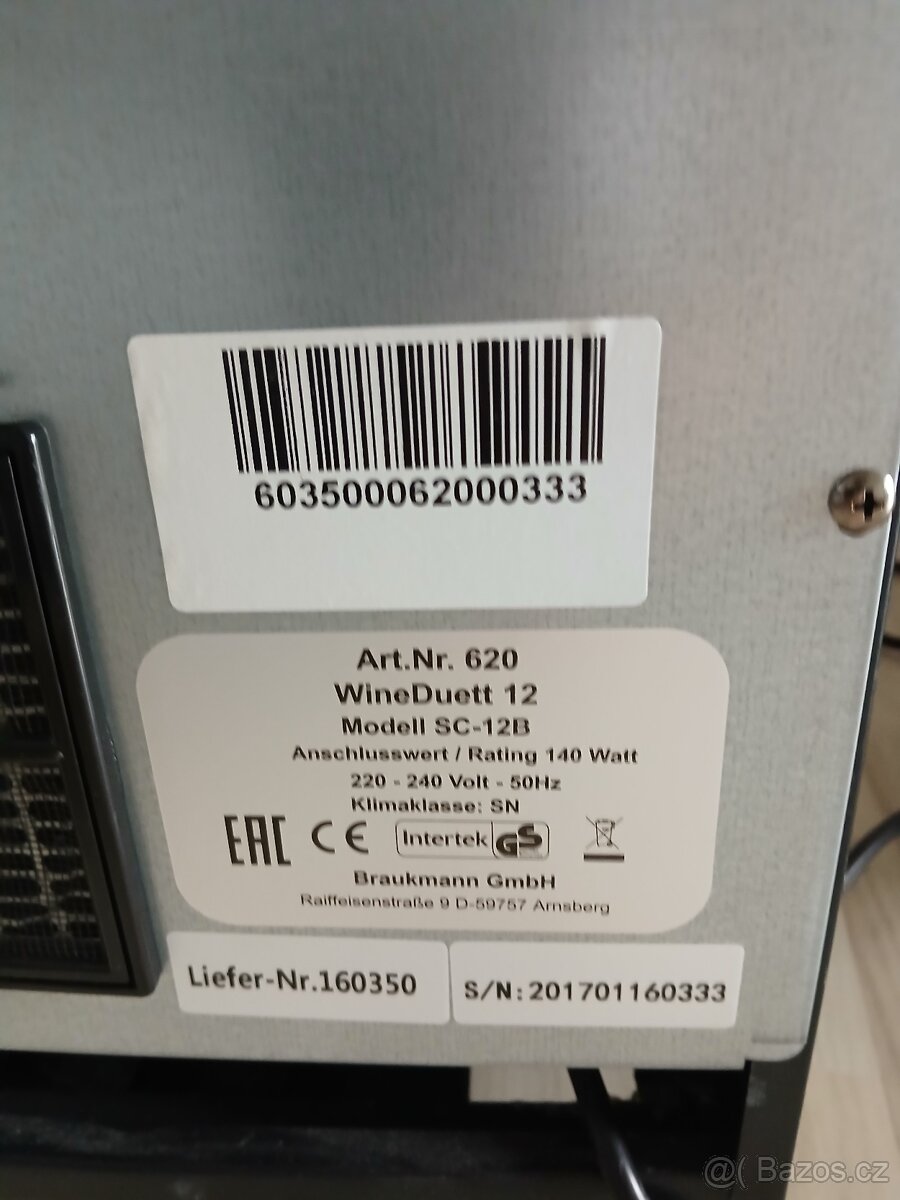 603500062000333
Art.Nr. 620
WineDuett 12
Modell SC-12B
Anschlusswert / Rating 140 Watt
220 - 240 Volt - 50Hz
Klimaklasse: SN
EAC CE Intertek GS
Braukmann GmbH
Raiffeisenstraße 9 D-59757 Arnsberg
Liefer-Nr.160350
S/N: 201701160333
@( Bazos.cz